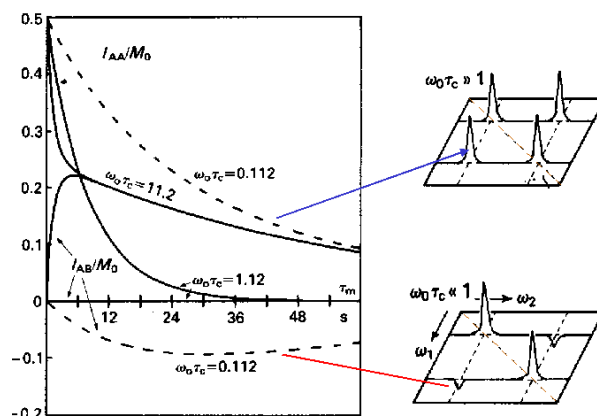 0.5
0.4
0.3
0.2
0.1
0
-0.1
-0.2
I_AA/M_0
ω_0τ_c=0.112
ω_0τ_c=11.2
I_AB/M_0
ω_0τ_c=1.12
τ_m
12
24
36
48
s
ω_0τ_c=0.112
ω_0τ_c » 1
ω_0τ_c « 1
ω_2
ω_1